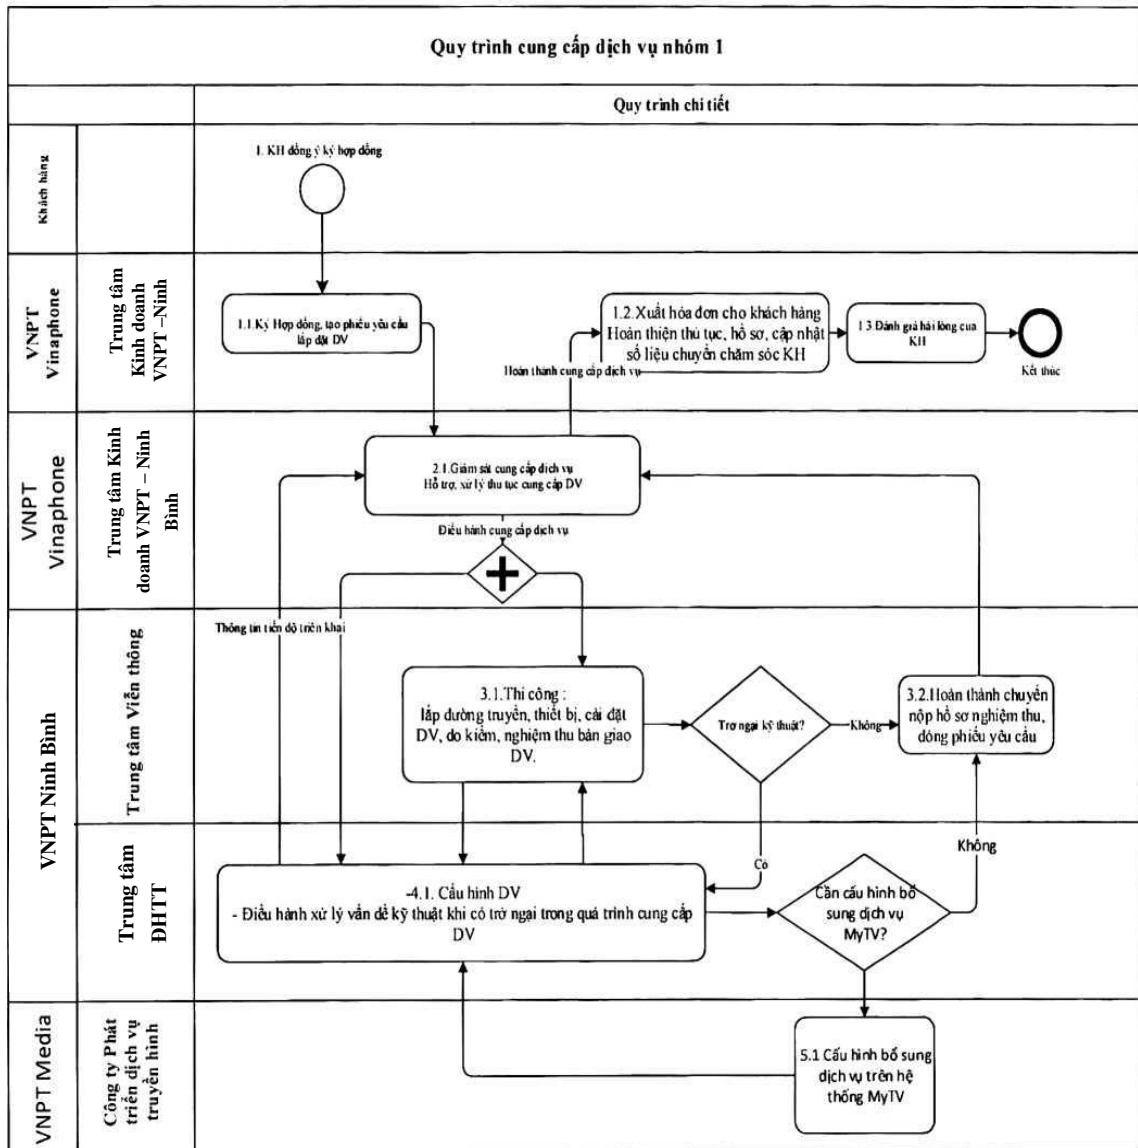 Quy trình cung cấp dịch vụ nhóm 1
Quy trình chi tiết
Khách hàng
1. KH đồng ý ký hợp đồng
VNPT
Vinaphone
Trung tâm
Kinh doanh
VNPT –Ninh
1.1.Ký Hợp đồng, tạo phiếu yêu cầu
lắp đặt DV
1.2.Xuất hóa đơn cho khách hàng
Hoàn thiện thủ tục, hồ sơ, cập nhật
số liệu chuyển chăm sóc KH
1.3.Đánh giá hài lòng của
KH
Kết thúc
Hoàn thành cung cấp dịch vụ
VNPT
Vinaphone
Trung tâm Kinh
doanh VNPT – Ninh
Bình
2.1.Giám sát cung cấp dịch vụ
Hỗ trợ, xử lý thủ tục cung cấp DV
Điều hành cung cấp dịch vụ
VNPT Ninh Bình
Trung tâm Viễn thông
Thông tin tiến độ triển khai
3.1.Thi công :
lắp đường truyền, thiết bị, cài đặt
DV, đo kiểm, nghiệm thu bàn giao
DV.
Trở ngại kỹ thuật?
Không
3.2.Hoàn thành chuyển
nộp hồ sơ nghiệm thu,
đóng phiếu yêu cầu
Trung tâm
ĐHTT
Có
Không
-4.1. Cấu hình DV
- Điều hành xử lý vấn đề kỹ thuật khi có trở ngại trong quá trình cung cấp
DV
Cần cấu hình bổ
sung dịch vụ
MyTV?
VNPT Media
Công ty Phát
triển dịch vụ
truyền hình
5.1 Cấu hình bổ sung
dịch vụ trên hệ
thống MyTV